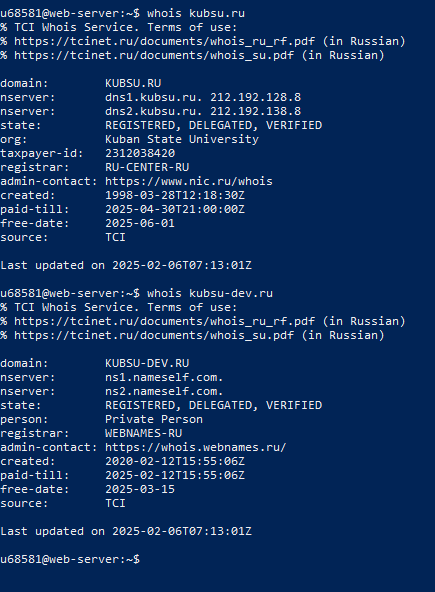 u68581@web-server:~$ whois kubsu.ru
% TCI Whois Service. Terms of use:
% https://tcinet.ru/documents/whois_ru_rf.pdf (in Russian)
% https://tcinet.ru/documents/whois_su.pdf (in Russian)

domain:        KUBSU.RU
nserver:       dns1.kubsu.ru. 212.192.128.8
nserver:       dns2.kubsu.ru. 212.192.138.8
state:         REGISTERED, DELEGATED, VERIFIED
org:           Kuban State University
taxpayer-id:   2312038420
registrar:     RU-CENTER-RU
admin-contact: https://www.nic.ru/whois
created:       1998-03-28T12:18:30Z
paid-till:     2025-04-30T21:00:00Z
free-date:     2025-06-01
source:        TCI

Last updated on 2025-02-06T07:13:01Z

u68581@web-server:~$ whois kubsu-dev.ru
% TCI Whois Service. Terms of use:
% https://tcinet.ru/documents/whois_ru_rf.pdf (in Russian)
% https://tcinet.ru/documents/whois_su.pdf (in Russian)

domain:        KUBSU-DEV.RU
nserver:       ns1.nameself.com.
nserver:       ns2.nameself.com.
state:         REGISTERED, DELEGATED, VERIFIED
person:        Private Person
registrar:     WEBNAMES-RU
admin-contact: https://whois.webnames.ru/
created:       2020-02-12T15:55:06Z
paid-till:     2025-02-12T15:55:06Z
free-date:     2025-03-15
source:        TCI

Last updated on 2025-02-06T07:13:01Z

u68581@web-server:~$